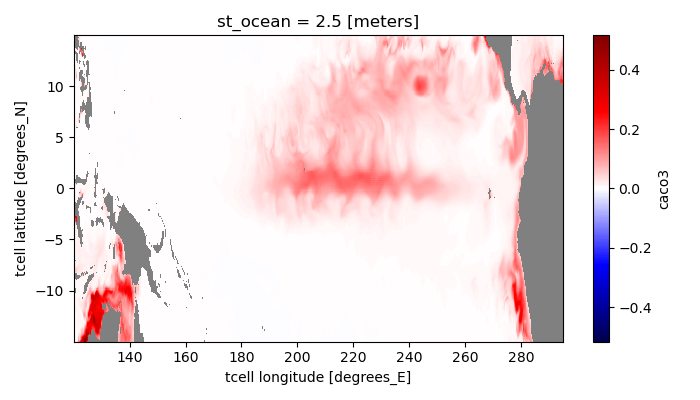 st_ocean = 2.5 [meters]
10
5
0
−5
−10
tcell latitude [degrees_N]
140 160 180 200 220 240 260 280
tcell longitude [degrees_E]
0.4
0.2
0.0
−0.2
−0.4
caco3